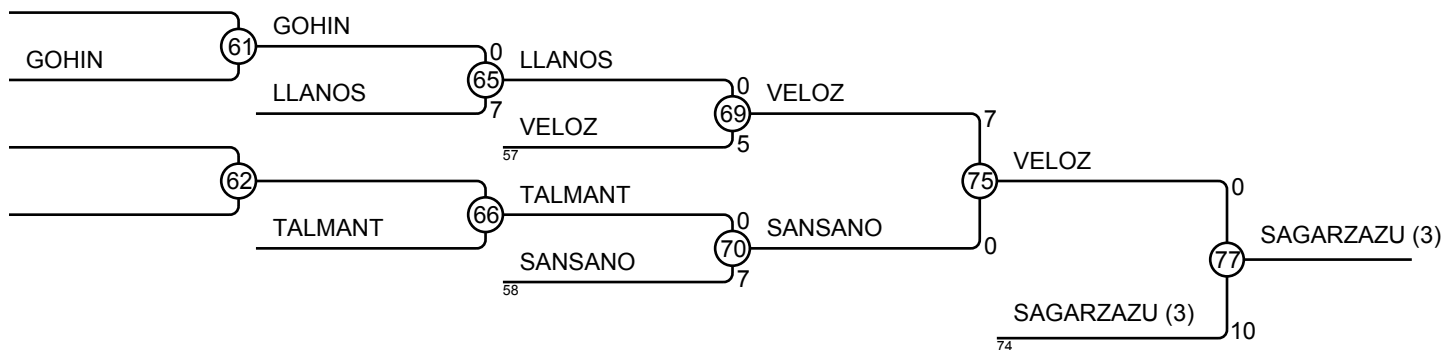 GOHIN
61
GOHIN
0
LLANOS
65
7
LLANOS
0
VELOZ
57
69
5
VELOZ
7
62
TALMANT
66
TALMANT
0
SANSANO
58
70
7
SANSANO
0
75
VELOZ
0
SAGARZAZU (3)
74
77
10
SAGARZAZU (3)